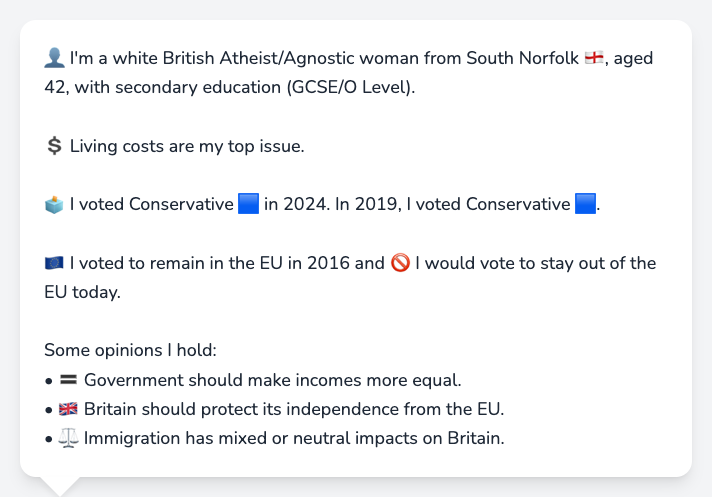 👤 I'm a white British Atheist/Agnostic woman from South Norfolk 🏴󠁧󠁢󠁥󠁮󠁧󠁿, aged
42, with secondary education (GCSE/O Level).
💲 Living costs are my top issue.
🗳️ I voted Conservative 🟦 in 2024. In 2019, I voted Conservative 🟦.
🇪🇺 I voted to remain in the EU in 2016 and 🚫 I would vote to stay out of the
EU today.
Some opinions I hold:
• 🟰 Government should make incomes more equal.
• 🇬🇧 Britain should protect its independence from the EU.
• ⚖️ Immigration has mixed or neutral impacts on Britain.